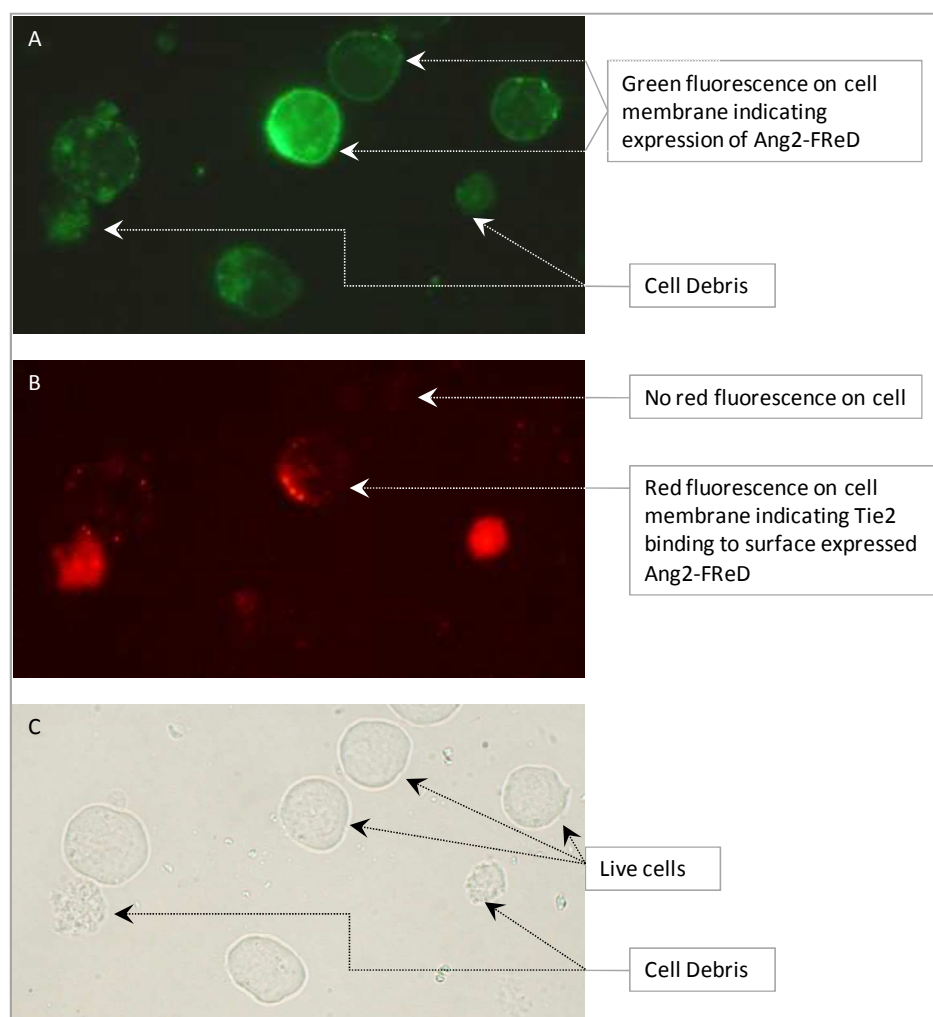 A
Green fluorescence on cell
membrane indicating
expression of Ang2-FReD
Cell Debris
B
No red fluorescence on cell
Red fluorescence on cell
membrane indicating Tie2
binding to surface expressed
Ang2-FReD
C
Live cells
Cell Debris